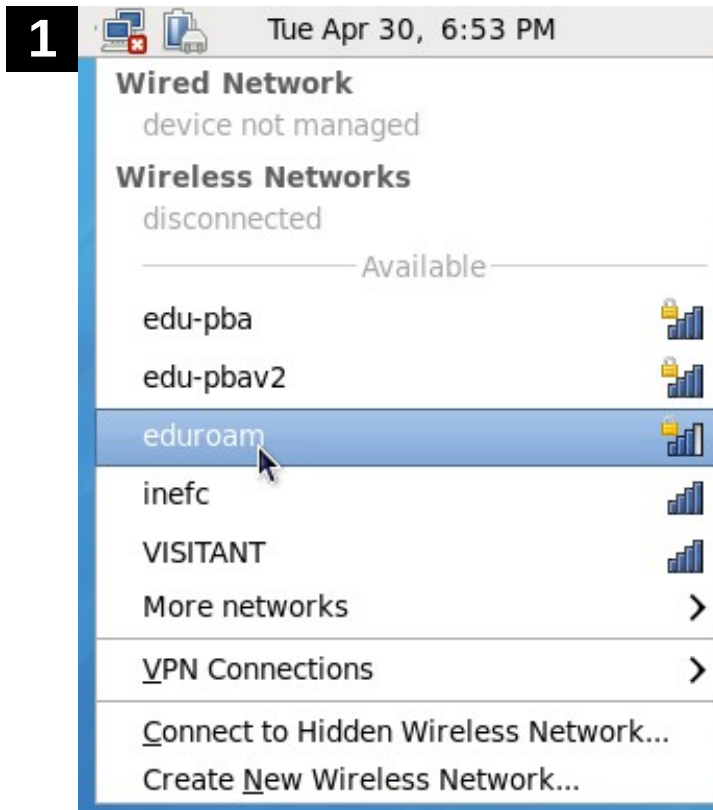 1
Tue Apr 30, 6:53 PM
Wired Network
device not managed
Wireless Networks
disconnected
Available
edu-pba
edu-pbav2
eduroam
inefc
VISITANT
More networks
VPN Connections
Connect to Hidden Wireless Network...
Create New Wireless Network...